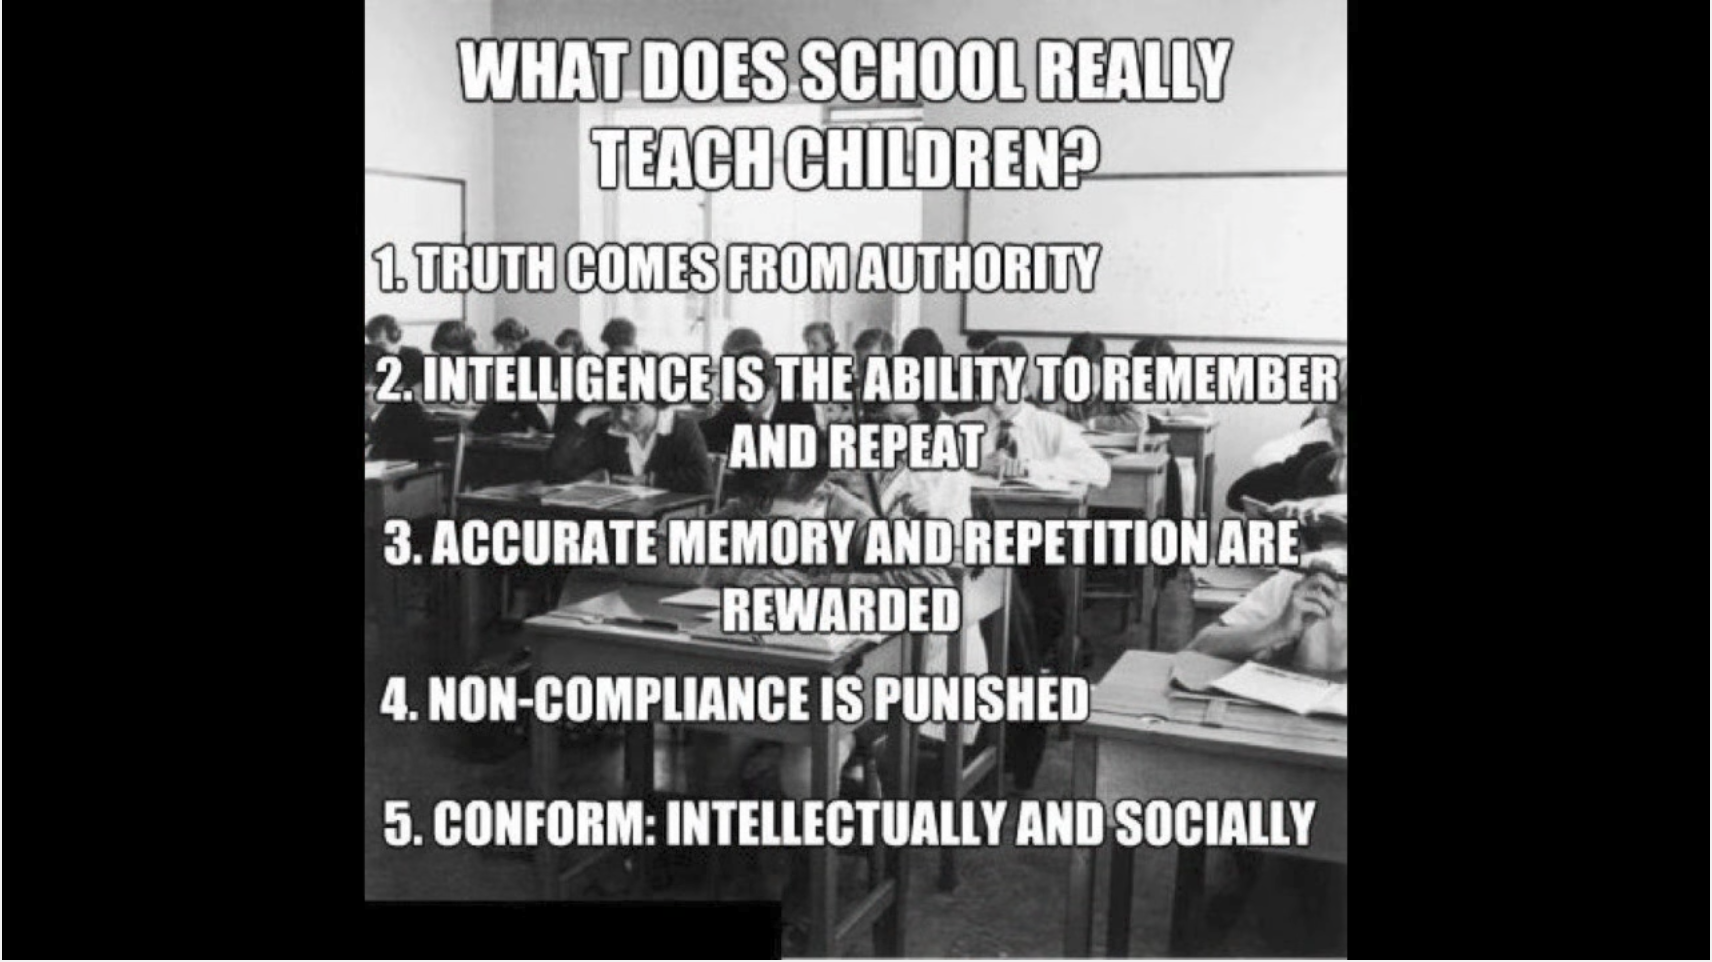 WHAT DOES SCHOOL REALLY
TEACH CHILDREN?
1. TRUTH COMES FROM AUTHORITY
2. INTELLIGENCE IS THE ABILITY TO REMEMBER
AND REPEAT
3. ACCURATE MEMORY AND REPETITION ARE
REWARDED
4. NON-COMPLIANCE IS PUNISHED
5. CONFORM: INTELLECTUALLY AND SOCIALLY